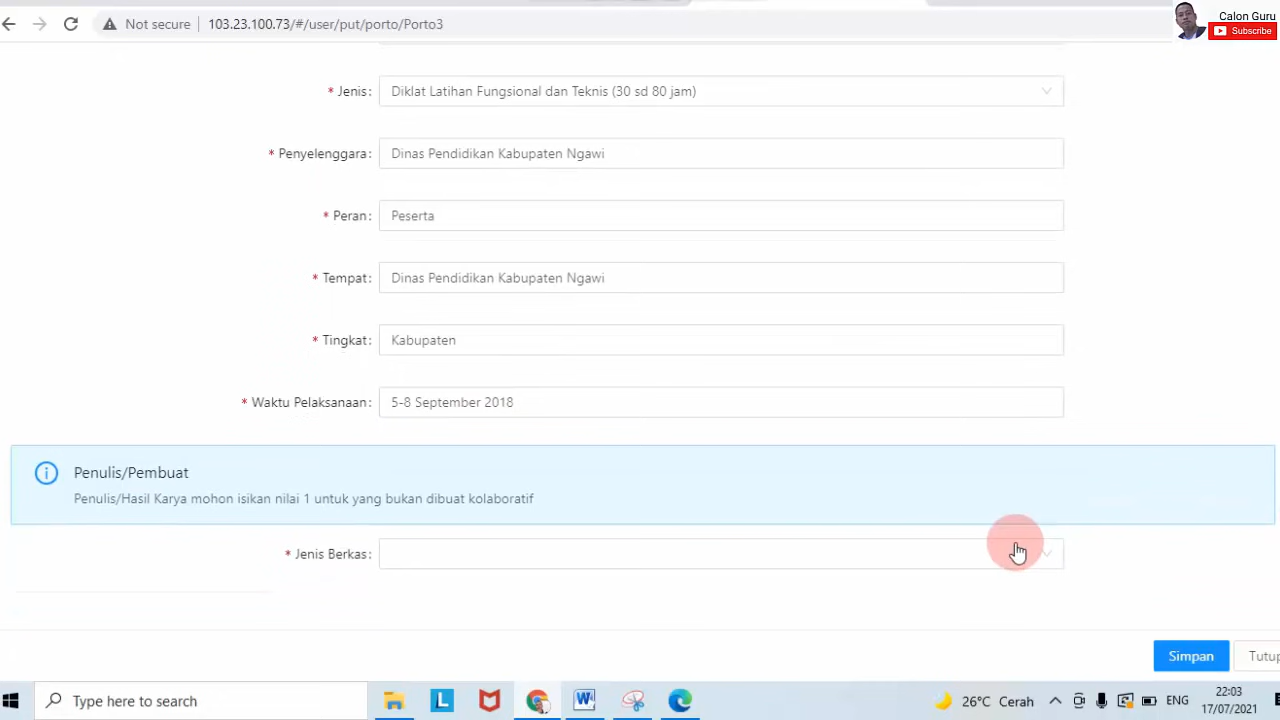 Not secure
103.23.100.73/#/user/put/porto/Porto3
Calon Guru
Subscribe
* Jenis: Diklat Latihan Fungsional dan Teknis (30 sd 80 jam)
* Penyelenggara: Dinas Pendidikan Kabupaten Ngawi
* Peran: Peserta
* Tempat: Dinas Pendidikan Kabupaten Ngawi
* Tingkat: Kabupaten
* Waktu Pelaksanaan: 5-8 September 2018
Penulis/Pembuat
Penulis/Hasil Karya mohon isikan nilai 1 untuk yang bukan dibuat kolaboratif
* Jenis Berkas:
Simpan
Tutup
Type here to search
L
W
26°C Cerah
ENG
22:03
17/07/2021